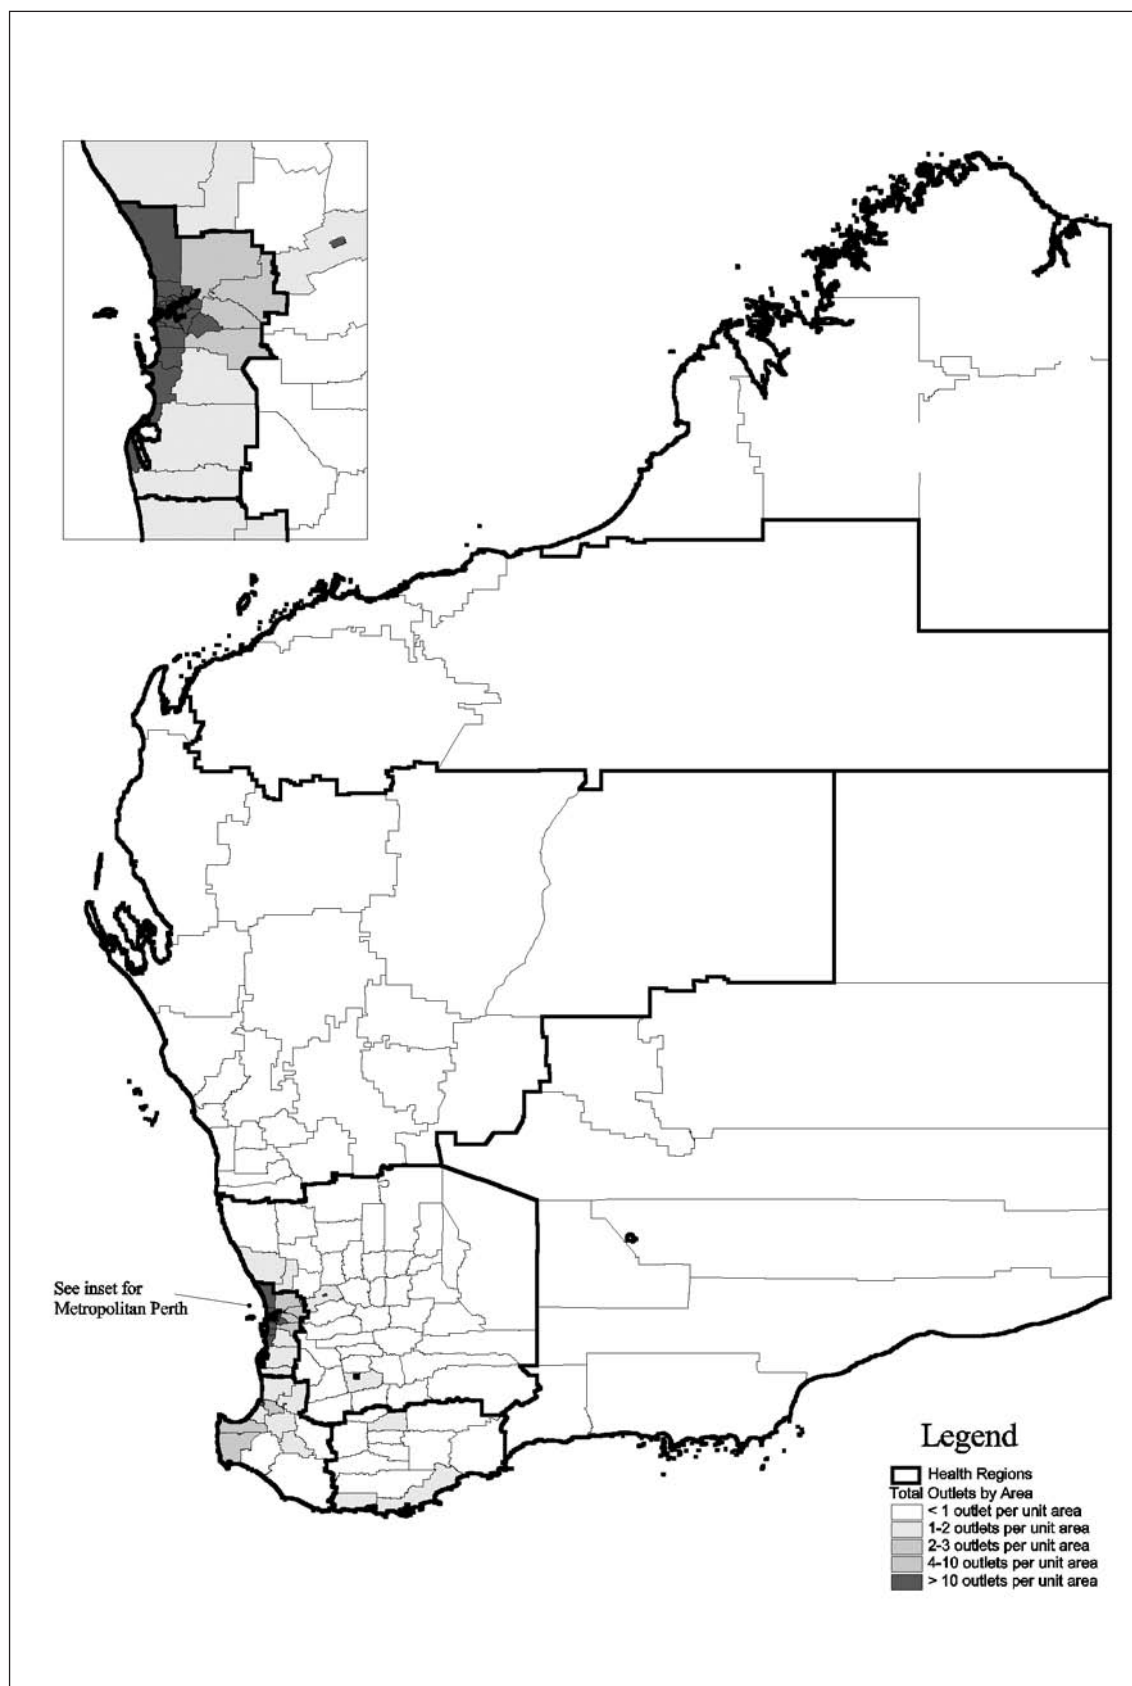 See inset for
Metropolitan Perth
Legend
Health Regions
Total Outlets by Area
< 1 outlet per unit area
1-2 outlets per unit area
2-3 outlets per unit area
4-10 outlets per unit area
> 10 outlets per unit area